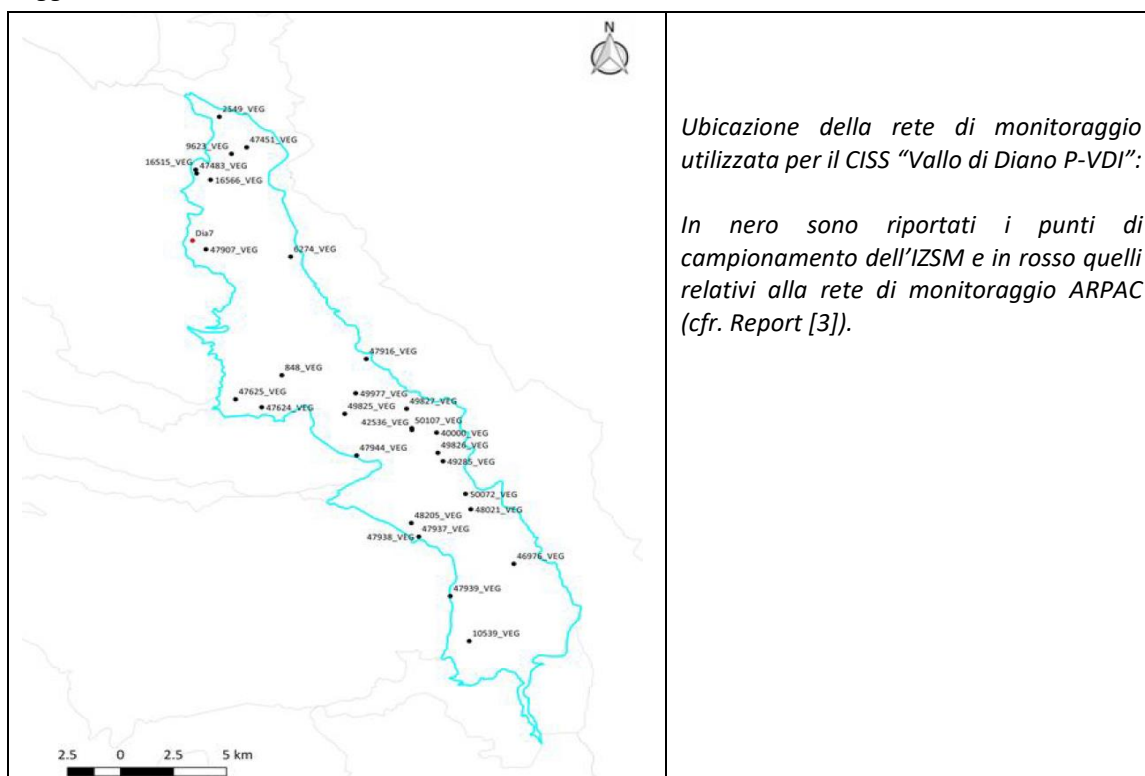 N
2549_VEG
9623_VEG
47451_VEG
16515_VEG
47483_VEG
16566_VEG
Dia7
47907_VEG
6274_VEG
47916_VEG
848_VEG
47625_VEG
47624_VEG
49977_VEG
49825_VEG
49827_VEG
42536_VEG
50107_VEG
40000_VEG
49826_VEG
49285_VEG
47944_VEG
50072_VEG
48021_VEG
48205_VEG
47937_VEG
47938_VEG
46976_VEG
47939_VEG
10539_VEG
2.5 0 2.5 5 km
Ubicazione della rete di monitoraggio
utilizzata per il CISS “Vallo di Diano P-VDI”:
In nero sono riportati i punti di
campionamento dell’IZSM e in rosso quelli
relativi alla rete di monitoraggio ARPAC
(cfr. Report [3]).